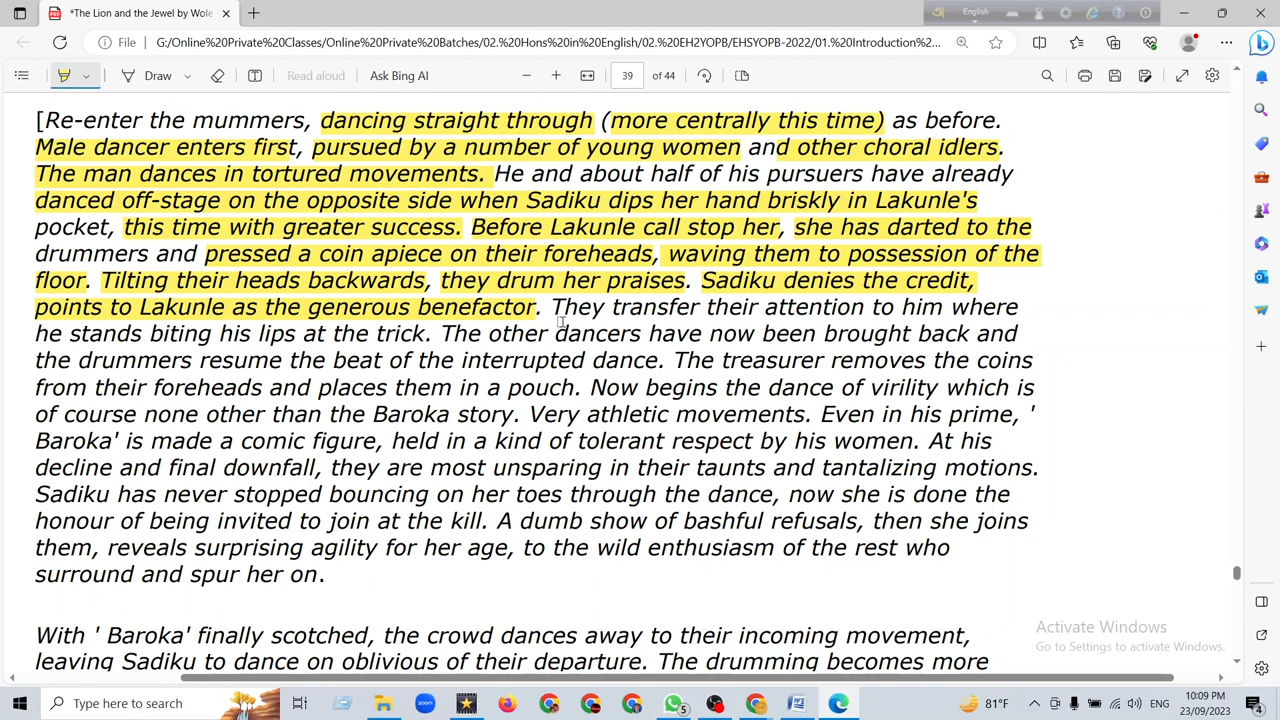 *The Lion and the Jewel by Wole
English
File
G:/Online%20Private%20Classes/Online%20Private%20Batches/02.%20Hons%20in%20English/02.%20EH2YOPB/EHSYOPB-2022/01.%20Introduction%20...
Draw
Read aloud
Ask Bing AI
39
of 44
[Re-enter the mummers, dancing straight through (more centrally this time) as before.
Male dancer enters first, pursued by a number of young women and other choral idlers.
The man dances in tortured movements. He and about half of his pursuers have already
danced off-stage on the opposite side when Sadiku dips her hand briskly in Lakunle's
pocket, this time with greater success. Before Lakunle call stop her, she has darted to the
drummers and pressed a coin apiece on their foreheads, waving them to possession of the
floor. Tilting their heads backwards, they drum her praises. Sadiku denies the credit,
points to Lakunle as the generous benefactor. They transfer their attention to him where
he stands biting his lips at the trick. The other dancers have now been brought back and
the drummers resume the beat of the interrupted dance. The treasurer removes the coins
from their foreheads and places them in a pouch. Now begins the dance of virility which is
of course none other than the Baroka story. Very athletic movements. Even in his prime, '
Baroka' is made a comic figure, held in a kind of tolerant respect by his women. At his
decline and final downfall, they are most unsparing in their taunts and tantalizing motions.
Sadiku has never stopped bouncing on her toes through the dance, now she is done the
honour of being invited to join at the kill. A dumb show of bashful refusals, then she joins
them, reveals surprising agility for her age, to the wild enthusiasm of the rest who
surround and spur her on.
With ' Baroka' finally scotched, the crowd dances away to their incoming movement,
leaving Sadiku to dance on oblivious of their departure. The drumming becomes more
Activate Windows
Go to Settings to activate Windows.
Type here to search
zoom
5
81°F
ENG
10:09 PM
23/09/2023
4